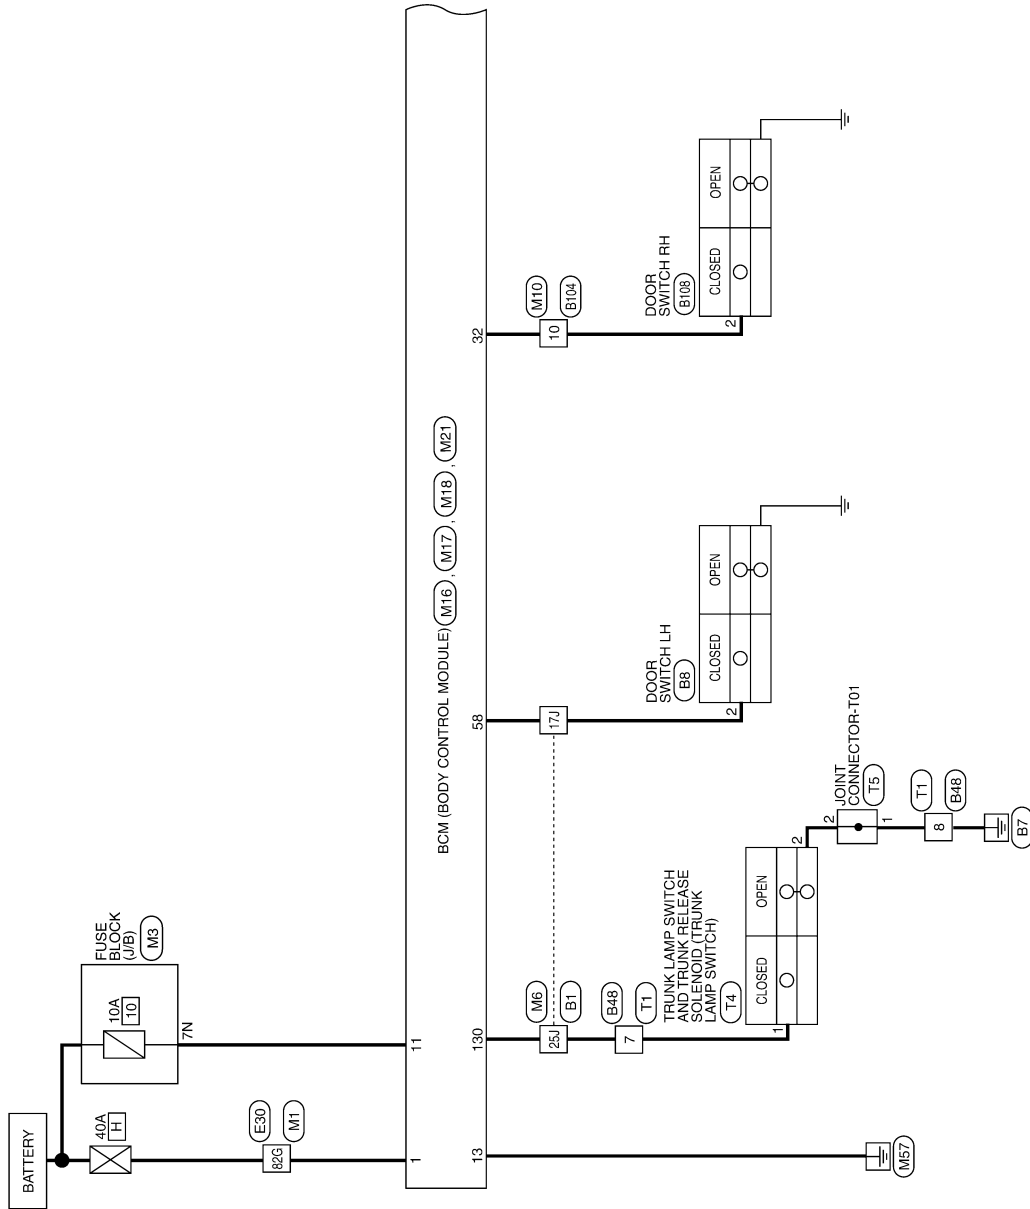 BATTERY
40A
H
E30
82G
M1
1
10A
10
7N
FUSE
BLOCK
(J/B)
M3
11
BCM (BODY CONTROL MODULE) M16 , M17 , M18 , M21
13
M57
130
25J
M6
B1
7
B48
T1
TRUNK LAMP SWITCH
AND TRUNK RELEASE
SOLENOID (TRUNK
LAMP SWITCH)
T4
1
CLOSED
OPEN
2
2
JOINT
CONNECTOR-T01
T5
1
8
T1
B48
B7
58
17J
DOOR
SWITCH LH
B8
2
CLOSED
OPEN
32
10
M10
B104
DOOR
SWITCH RH
B108
2
CLOSED
OPEN